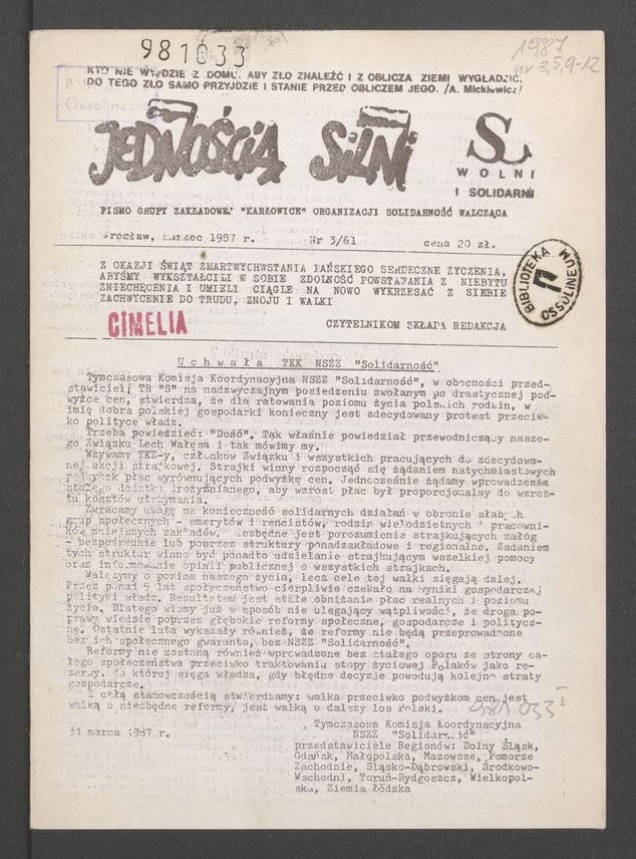 981033
1987
nr 3,5,9-12
KTO NIE WYJDZIE Z DOMU, ABY ZŁO ZNALEŹĆ I Z OBLICZA ZIEMI WYGŁADZIĆ,
DO TEGO ZŁO SAMO PRZYJDZIE I STANIE PRZED OBLICZEM JEGO. /A. Mickiewicz/
Ossolineum
JEDNOŚCIĄ SILNI
WOLNI
I SOLIDARNI
PISMO GRUPY ZAKŁADOWEJ "KARŁOWICE" ORGANIZACJI SOLIDARNOŚĆ WALCZĄCA
Wrocław, marzec 1987 r. Nr 3/61 cena 20 zł.
Z OKAZJI ŚWIĄT ZMARTWYCHWSTANIA PAŃSKIEGO SERDECZNE ŻYCZENIA,
ABYŚMY WYKSZTAŁCILI W SOBIE ZDOLNOŚĆ POWSTAWANIA Z NIEBYTU
ZNIECHĘCENIA I UMIELI CIĄGLE NA NOWO WYKRZESAĆ Z SIEBIE
ZACHWYCENIE DO TRUDU, ZNOJU I WALKI
CZYTELNIKOM SKŁADA REDAKCJA
BIBLIOTEKA OSSOLINEUM
CIMELIA
Uchwała TKK NSZZ "Solidarność"
Tymczasowa Komisja Koordynacyjna NSZZ "Solidarność", w obecności przed-
stawicieli TR "S" na nadzwyczajnym posiedzeniu zwołanym po drastycznej pod-
wyżce cen, stwierdza, że dla ratowania poziomu życia polskich rodzin, w
imię dobra polskiej gospodarki konieczny jest zdecydowany protest przeciw-
ko polityce władz.
Trzeba powiedzieć: "Dość". Tak właśnie powiedział przewodniczący nasze-
go Związku Lech Wałęsa i tak mówimy my.
Wzywamy TKZ-y, członków Związku i wszystkich pracujących do zdecydowa-
nej akcji strajkowej. Strajki winny rozpocząć się żądaniem natychmiastowych
podwyżek płac wyrównujących podwyżkę cen. Jednocześnie żądamy wprowadzenia
stałego dodatku drożyźnianego, aby wzrost płac był proporcjonalny do wzros-
tu kosztów utrzymania.
Zwracamy uwagę na konieczność solidarnych działań w obronie słabych
grup społecznych - emerytów i rencistów, rodzin wielodzietnych i pracowni-
ków mniejszych zakładów. Niezbędne jest porozumienie strajkujących załóg
- bezpośrednie lub poprzez struktury ponadzakładowe i regionalne. Zadaniem
tych struktur winno być ponadto udzielanie strajkującym wszelkiej pomocy
oraz informowanie opinii publicznej o wszystkich strajkach.
Walczymy o poziom naszego życia, lecz cele tej walki sięgają dalej.
Przez ponad 5 lat społeczeństwo cierpliwie czekało na wyniki gospodarczej
polityki władz. Rezultatem jest stałe obniżanie płac realnych i poziomu
życia. Dlatego wiemy już w sposób nie ulegający wątpliwości, że droga po-
prawy wiedzie poprzez głębokie reformy społeczne, gospodarcze i politycz-
ne. Ostatnie lata wykazały również, że reformy nie będą przeprowadzone
bez ich społecznego gwaranta, bez NSZZ "Solidarność".
Reformy nie zostaną również wprowadzone bez stałego oporu ze strony ca-
łego społeczeństwa przeciwko traktowaniu stopy życiowej Polaków jako re-
zerwy, do której sięga władza, gdy błędne decyzje powodują kolejne straty
gospodarcze.
Z całą stanowczością stwierdzamy: walka przeciwko podwyżkom cen jest
walką o niezbędne reformy, jest walką o dalszy los Polski.
981 033 I
31 marca 1987 r.
Tymczasowa Komisja Koordynacyjna
NSZZ "Solidarność"
przedstawiciele Regionów: Dolny Śląsk,
Gdańsk, Małopolska, Mazowsze, Pomorze
Zachodnie, Śląsko-Dąbrowski, Środkowo-
Wschodni, Toruń-Bydgoszcz, Wielkopol-
ska, Ziemia Łódzka